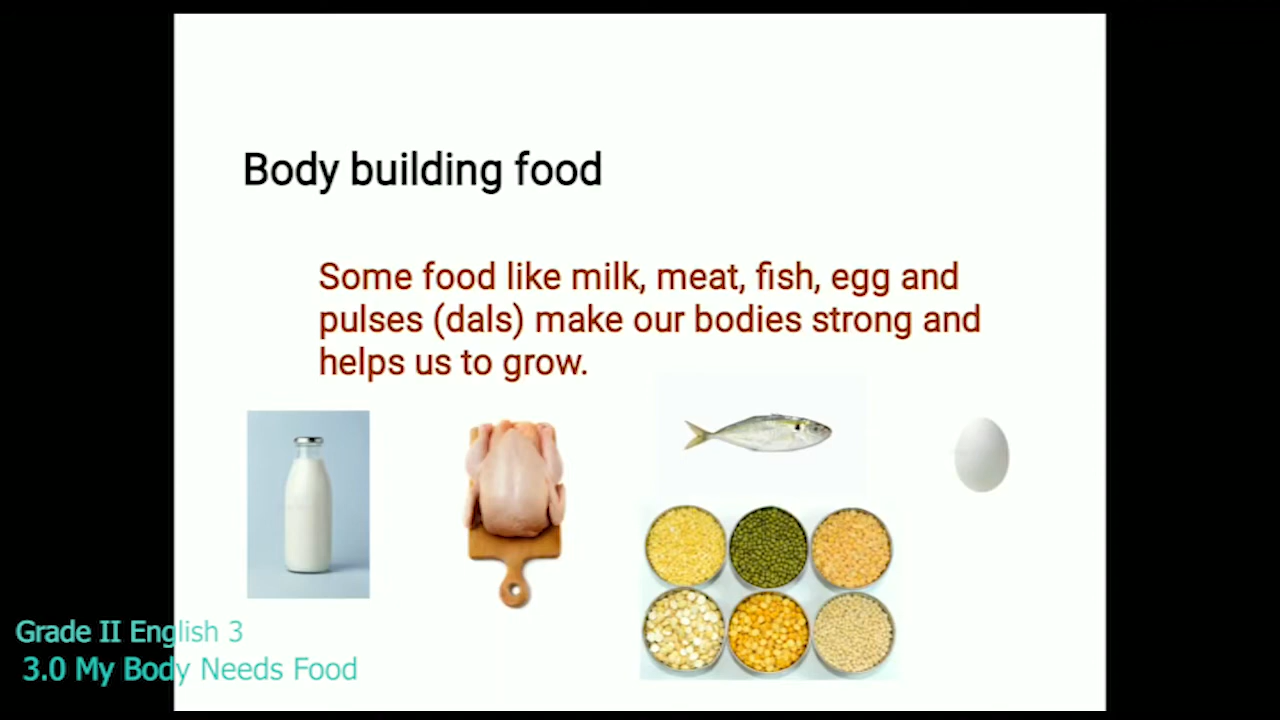 Body building food
Some food like milk, meat, fish, egg and
pulses (dals) make our bodies strong and
helps us to grow.
Grade II English 3
3.0 My Body Needs Food